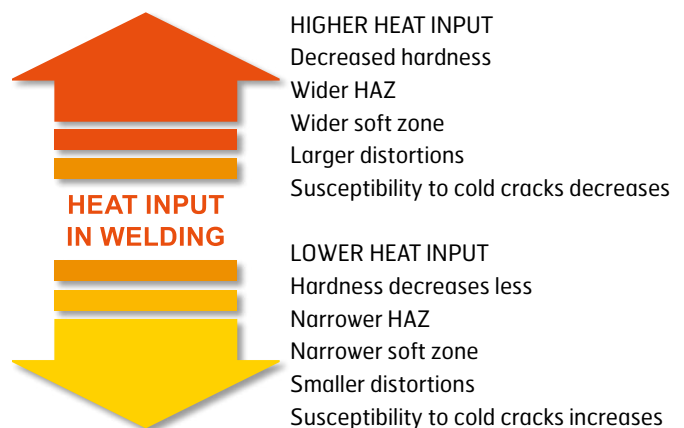 HIGHER HEAT INPUT
Decreased hardness
Wider HAZ
Wider soft zone
Larger distortions
Susceptibility to cold cracks decreases
HEAT INPUT
IN WELDING
LOWER HEAT INPUT
Hardness decreases less
Narrower HAZ
Narrower soft zone
Smaller distortions
Susceptibility to cold cracks increases